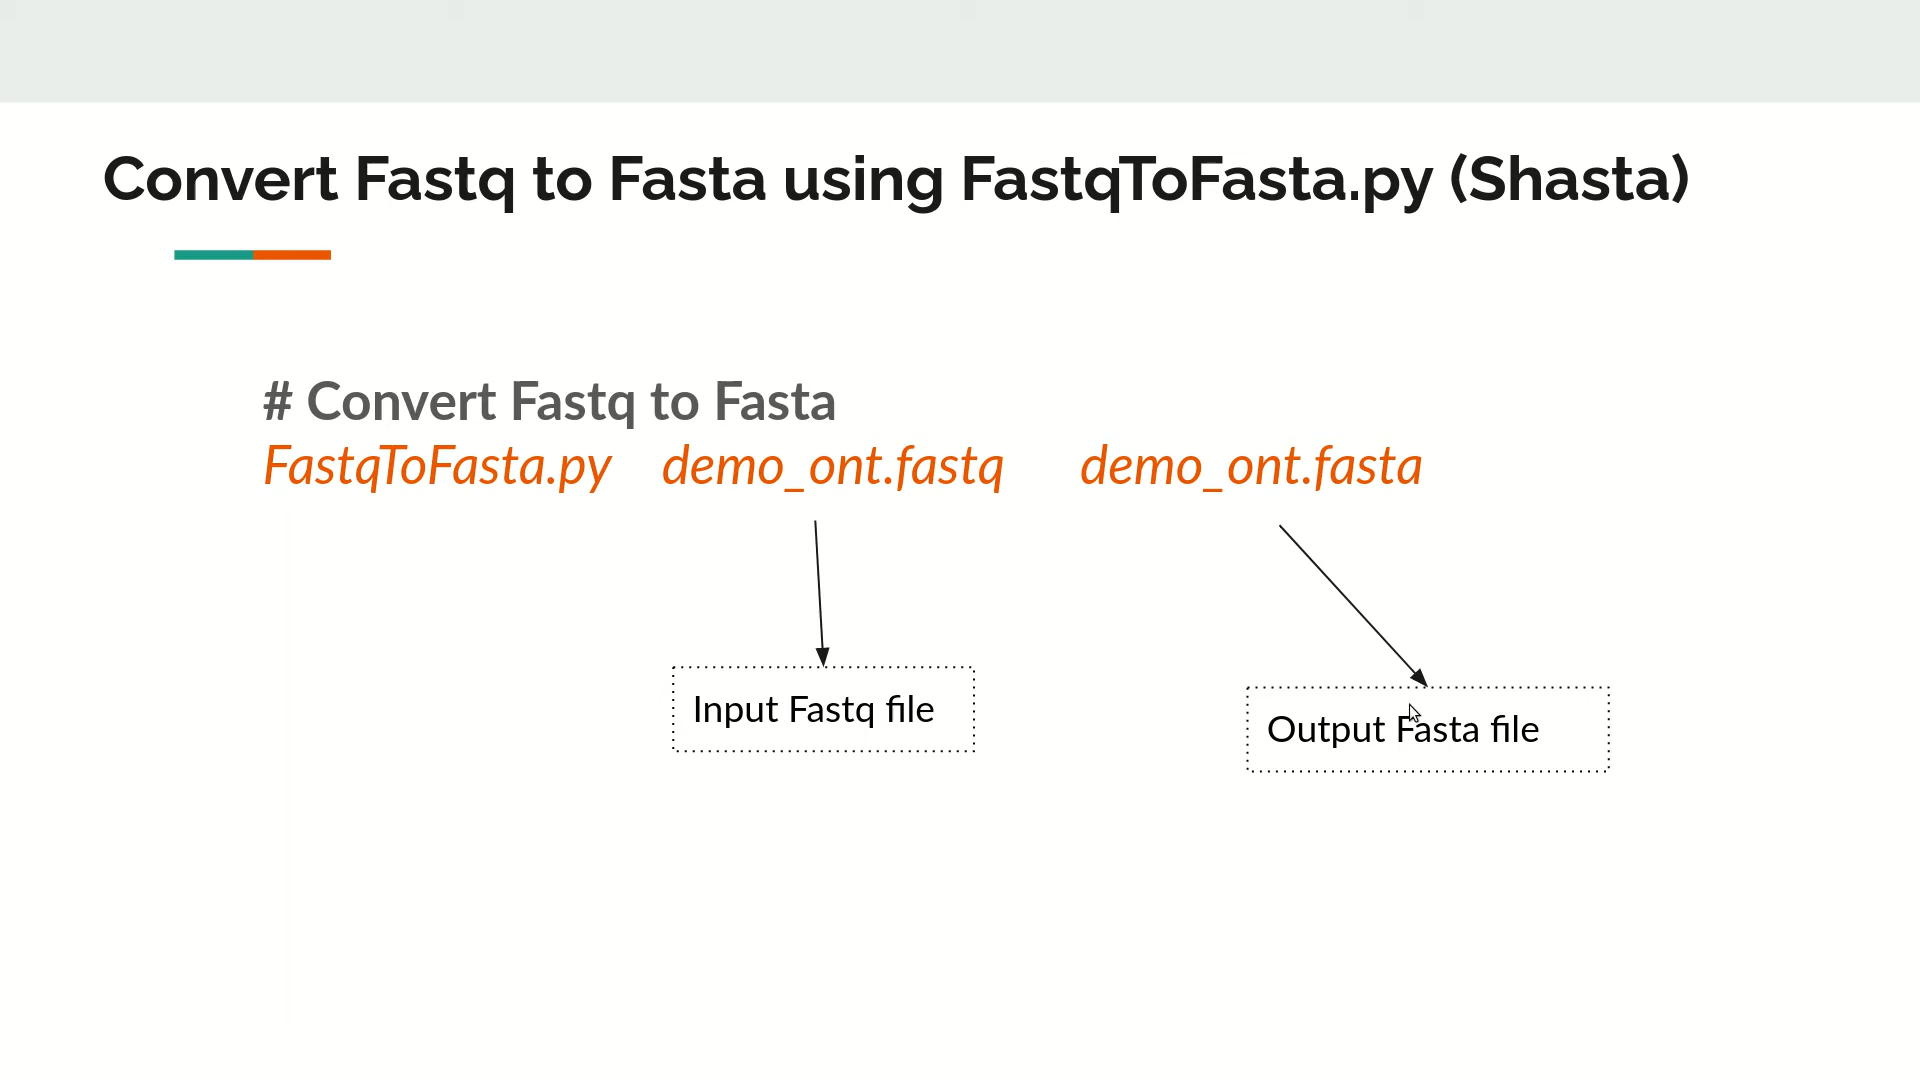 Convert Fastq to Fasta using FastqToFasta.py (Shasta)
# Convert Fastq to Fasta
FastqToFasta.py demo_ont.fastq demo_ont.fasta
Input Fastq file
Output Fasta file